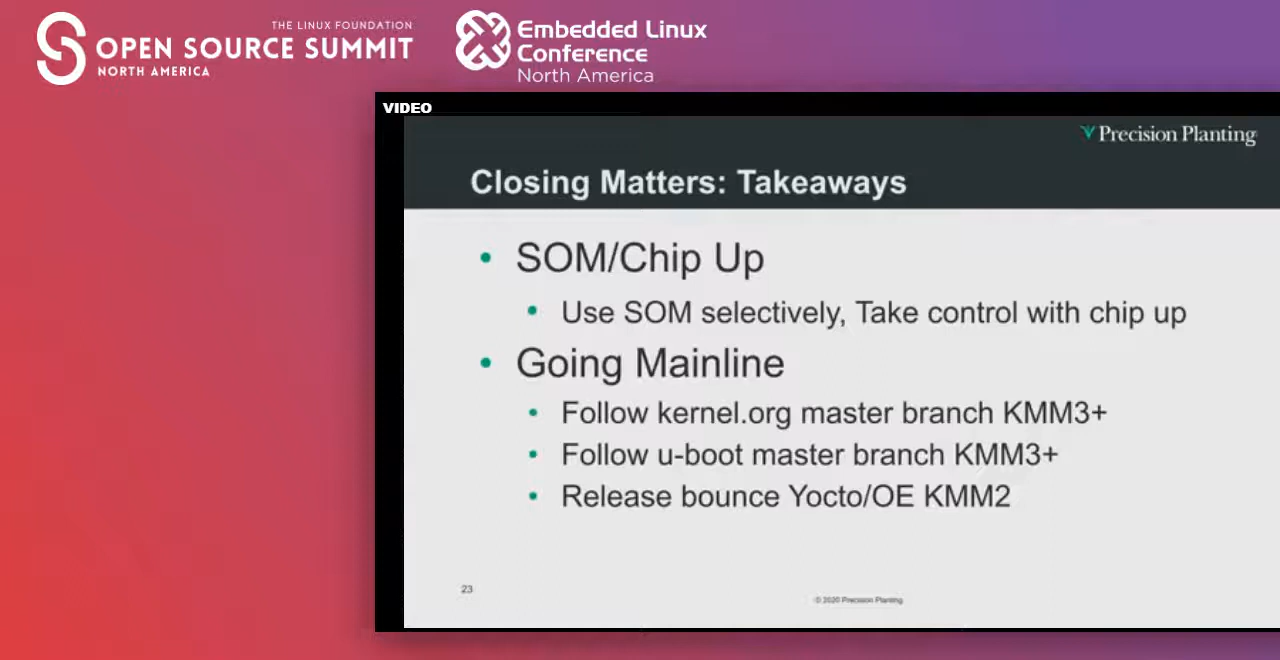 THE LINUX FOUNDATION
OPEN SOURCE SUMMIT
NORTH AMERICA
Embedded Linux
Conference
North America
VIDEO
Precision Planting
Closing Matters: Takeaways
• SOM/Chip Up
• Use SOM selectively, Take control with chip up
• Going Mainline
• Follow kernel.org master branch KMM3+
• Follow u-boot master branch KMM3+
• Release bounce Yocto/OE KMM2
23
© 2020 Precision Planting